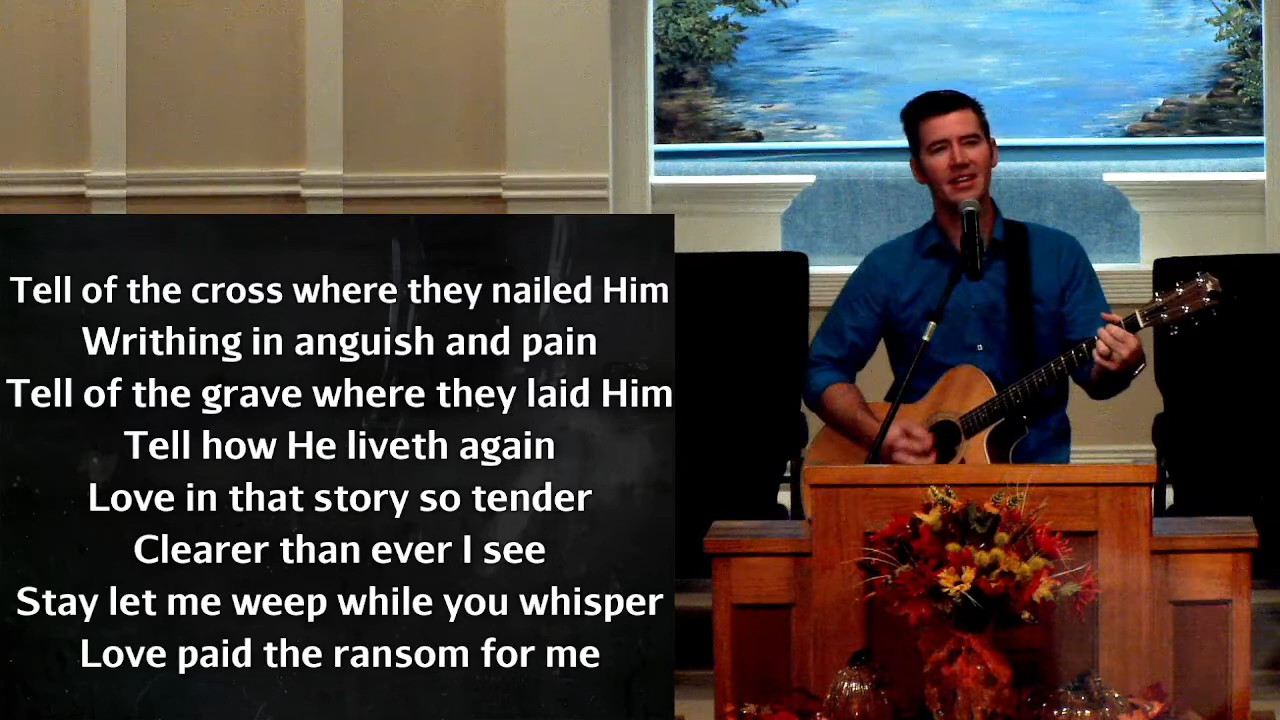 Tell of the cross where they nailed Him
Writhing in anguish and pain
Tell of the grave where they laid Him
Tell how He liveth again
Love in that story so tender
Clearer than ever I see
Stay let me weep while you whisper
Love paid the ransom for me